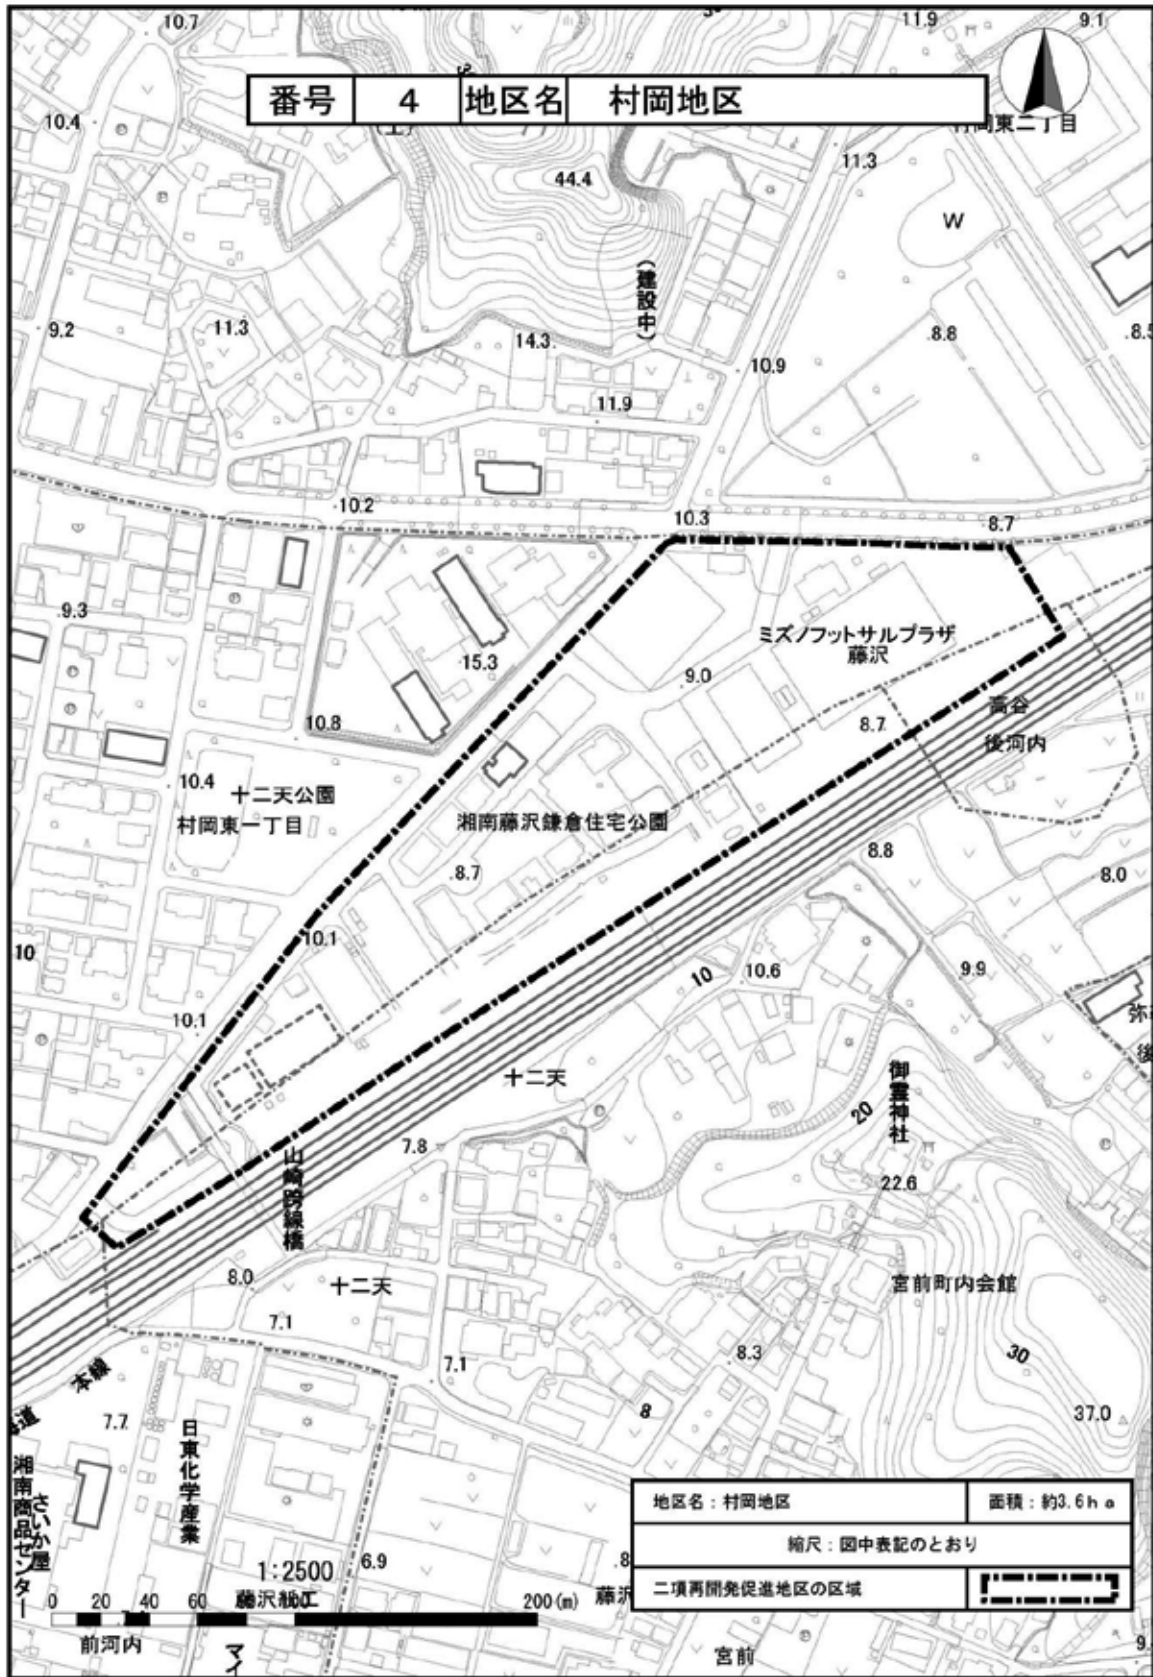 10.7
11.9
9.1
番号 4 地区名 村岡地区
10.4
村岡東二丁目
11.3
44.4
W
(建設中)
9.2
11.3
14.3
.8.8
10.9
11.9
10.2
10.3
8.7
.9.3
ミズノフットサルプラザ
藤沢
15.3
9.0
10.8
8.7
高谷
後河内
10.4
十二天公園
村岡東一丁目
湘南藤沢鎌倉住宅公園
8.8
.8.7
8.0
10
10.1
10
10.6
9.9
10.1
十二天
御霊神社
20
7.8
山崎跨線橋
22.6
8.0
十二天
宮前町内会館
7.1
7.1
8.3
30
本線
8
37.0
7.7
日東化学産業
湘南商品センター
さいか屋
地区名：村岡地区 面積：約3.6ha
縮尺：図中表記のとおり
二項再開発促進地区の区域
1:2500
6.9
藤沢紙工
0 20 40 60 80 100 200(m)
藤沢
前河内
マイ
宮前